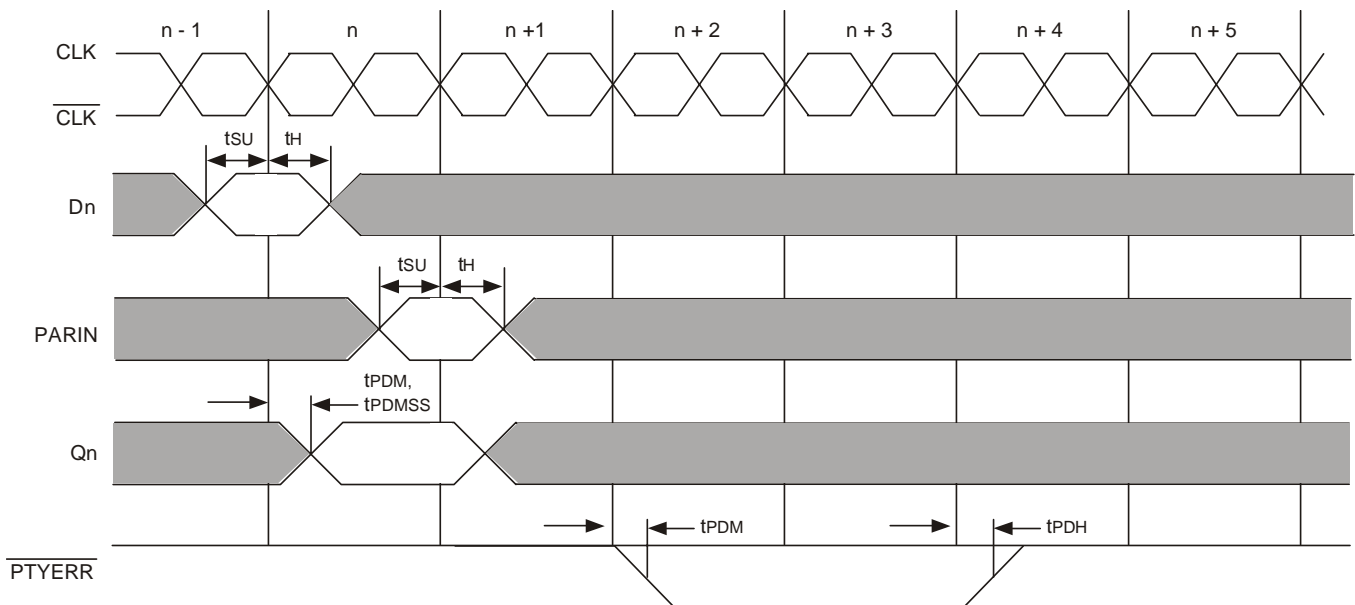 n - 1 n n +1 n + 2 n + 3 n + 4 n + 5
CLK
CLK
tSU tH
Dn
tSU tH
PARIN
tPDM,
tPDMSS
Qn
tPDM tPDH
PTYERR